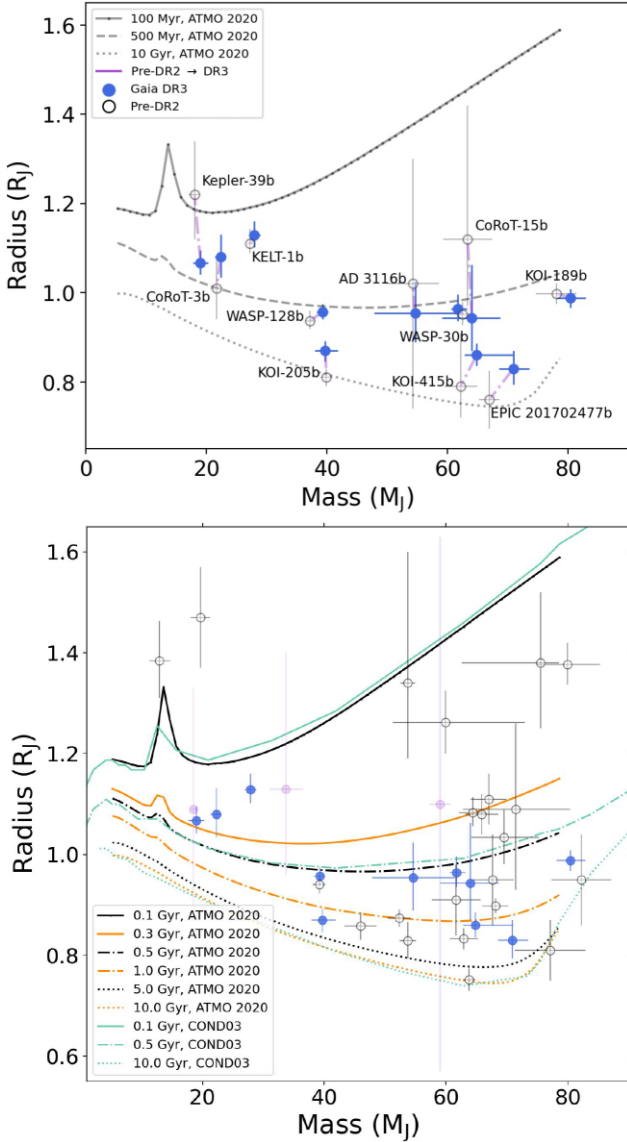 100 Myr, ATMO 2020
500 Myr, ATMO 2020
10 Gyr, ATMO 2020
Pre-DR2 → DR3
Gaia DR3
Pre-DR2
1.6
1.4
1.2
1.0
0.8
Radius (R_J)
Kepler-39b
CoRoT-3b
KELT-1b
WASP-128b
KOI-205b
AD 3116b
CoRoT-15b
WASP-30b
KOI-415b
KOI-189b
EPIC 201702477b
0 20 40 60 80
Mass (M_J)
1.6
1.4
1.2
1.0
0.8
0.6
Radius (R_J)
0.1 Gyr, ATMO 2020
0.3 Gyr, ATMO 2020
0.5 Gyr, ATMO 2020
1.0 Gyr, ATMO 2020
5.0 Gyr, ATMO 2020
10.0 Gyr, ATMO 2020
0.1 Gyr, COND03
0.5 Gyr, COND03
10.0 Gyr, COND03
20 40 60 80
Mass (M_J)